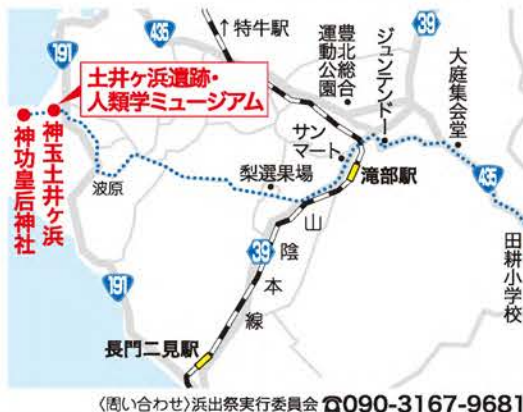 191
435
↑特牛駅
豊北総合
運動公園
ジュンテンドー
39
大庭集会堂
土井ヶ浜遺跡・
人類学ミュージアム
神功皇后神社
神玉土井ヶ浜
波原
梨選果場
サン
マート
滝部駅
435
田耕小学校
39
山陰本線
191
長門二見駅
〈問い合わせ〉浜出祭実行委員会 ☎090-3167-9681